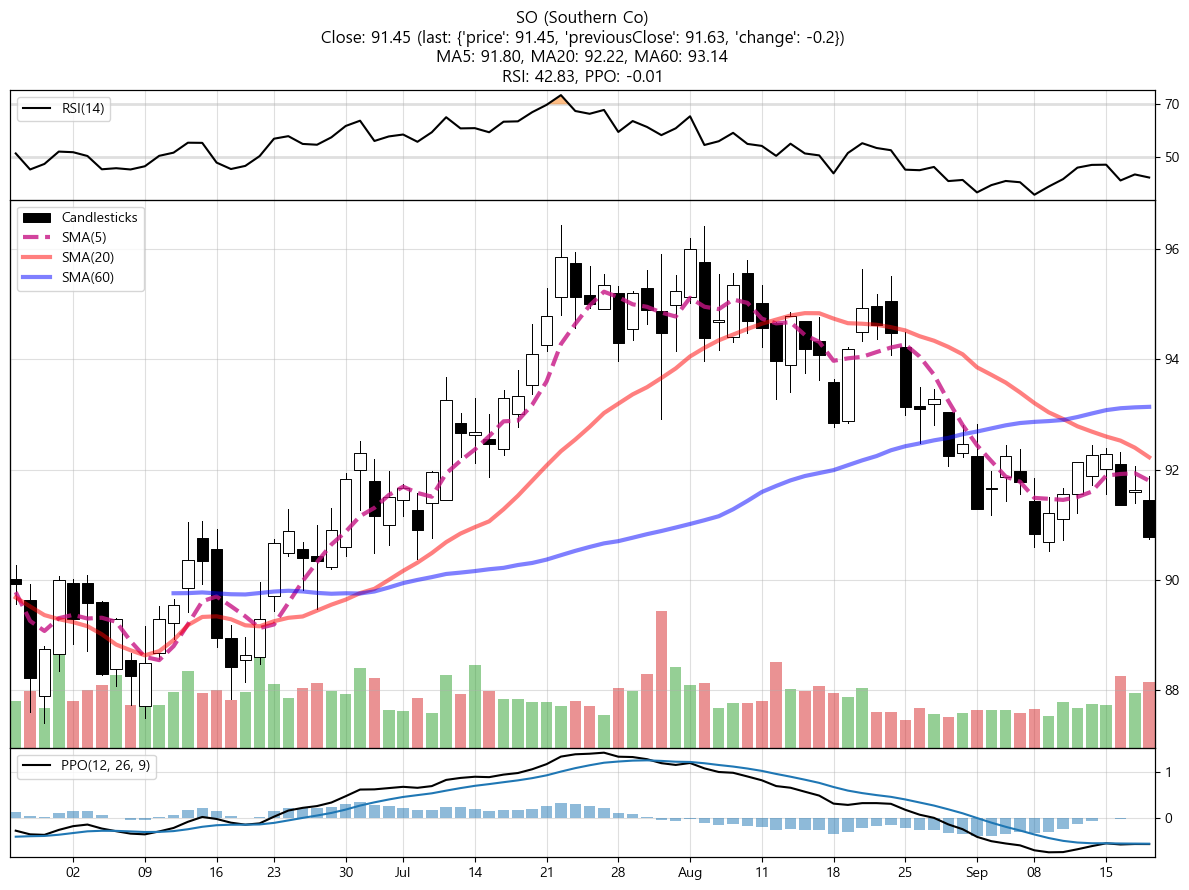 SO (Southern Co)
Close: 91.45 (last: {'price': 91.45, 'previousClose': 91.63, 'change': -0.2})
MA5: 91.80, MA20: 92.22, MA60: 93.14
RSI: 42.83, PPO: -0.01
RSI(14)
70
50
Candlesticks
SMA(5)
SMA(20)
SMA(60)
96
94
92
90
88
PPO(12, 26, 9)
1
0
02 09 16 23 30 Jul 14 21 28 Aug 11 18 25 Sep 08 15